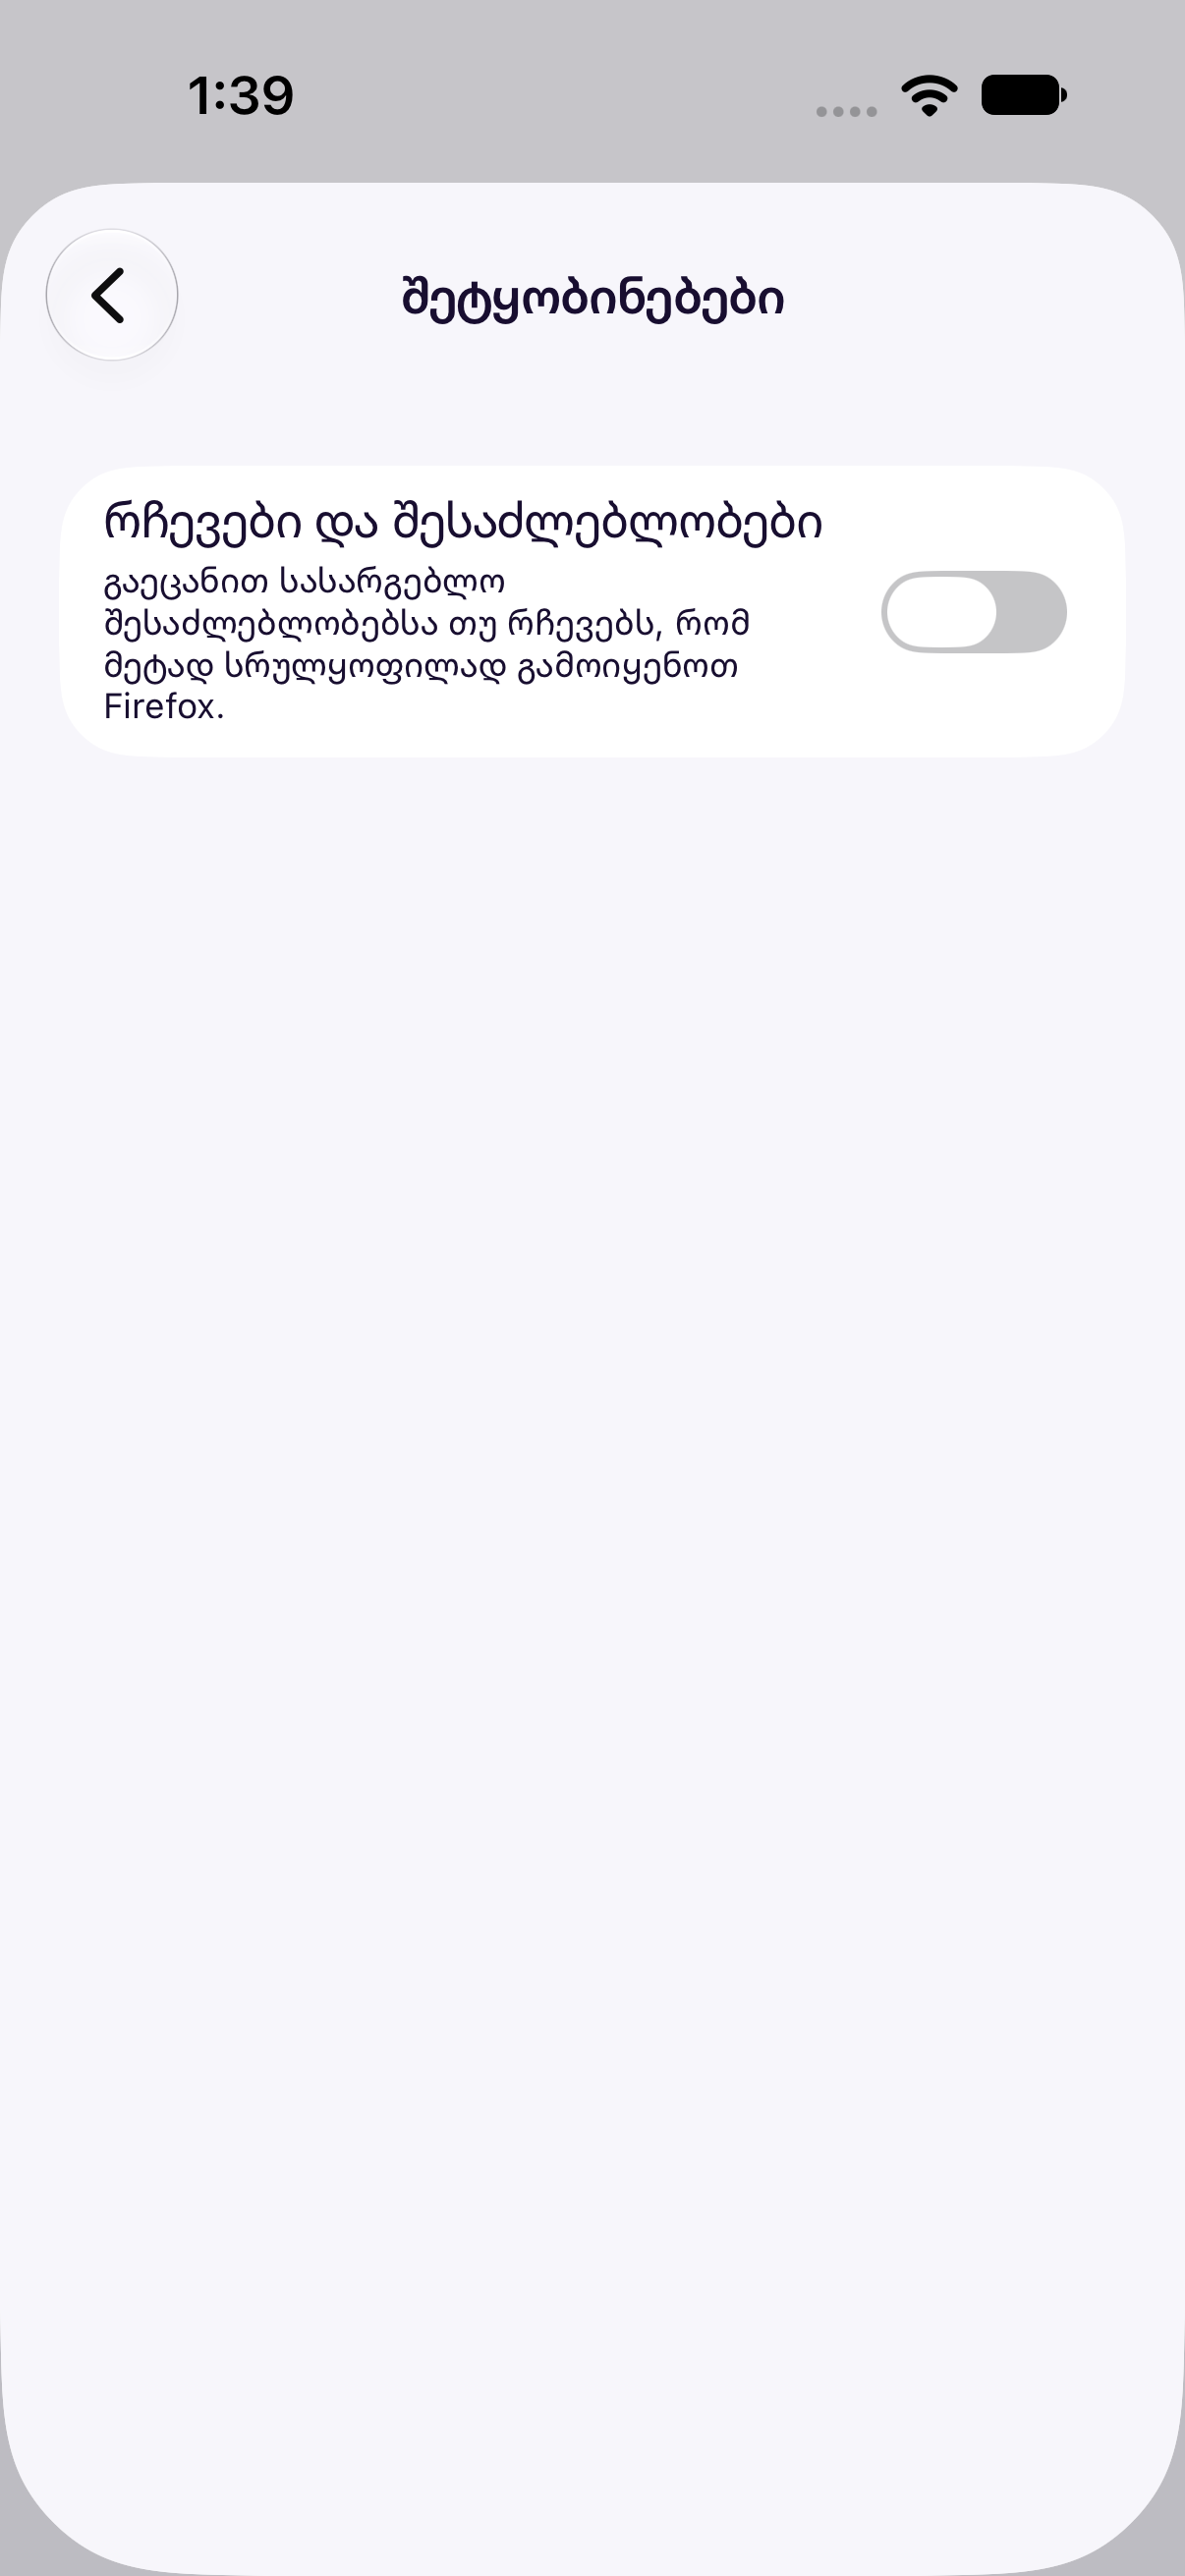 1:39
შეტყობინებები
რჩევები და შესაძლებლობები
გაეცანით სასარგებლო
შესაძლებლობებსა თუ რჩევებს, რომ
მეტად სრულყოფილად გამოიყენოთ
Firefox.